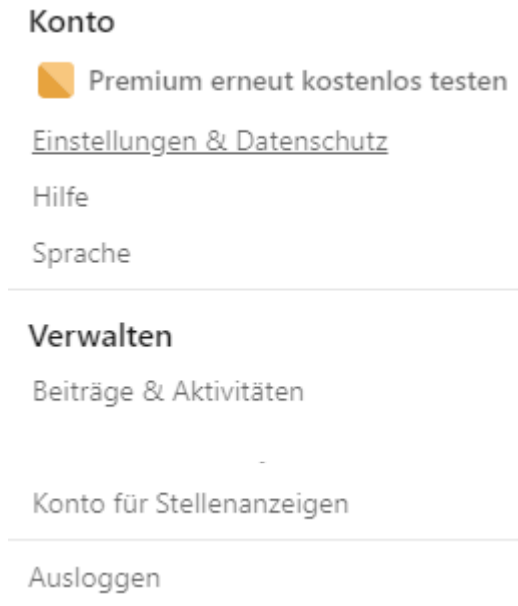 Konto
Premium erneut kostenlos testen
Einstellungen & Datenschutz
Hilfe
Sprache
Verwalten
Beiträge & Aktivitäten
Konto für Stellenanzeigen
Ausloggen